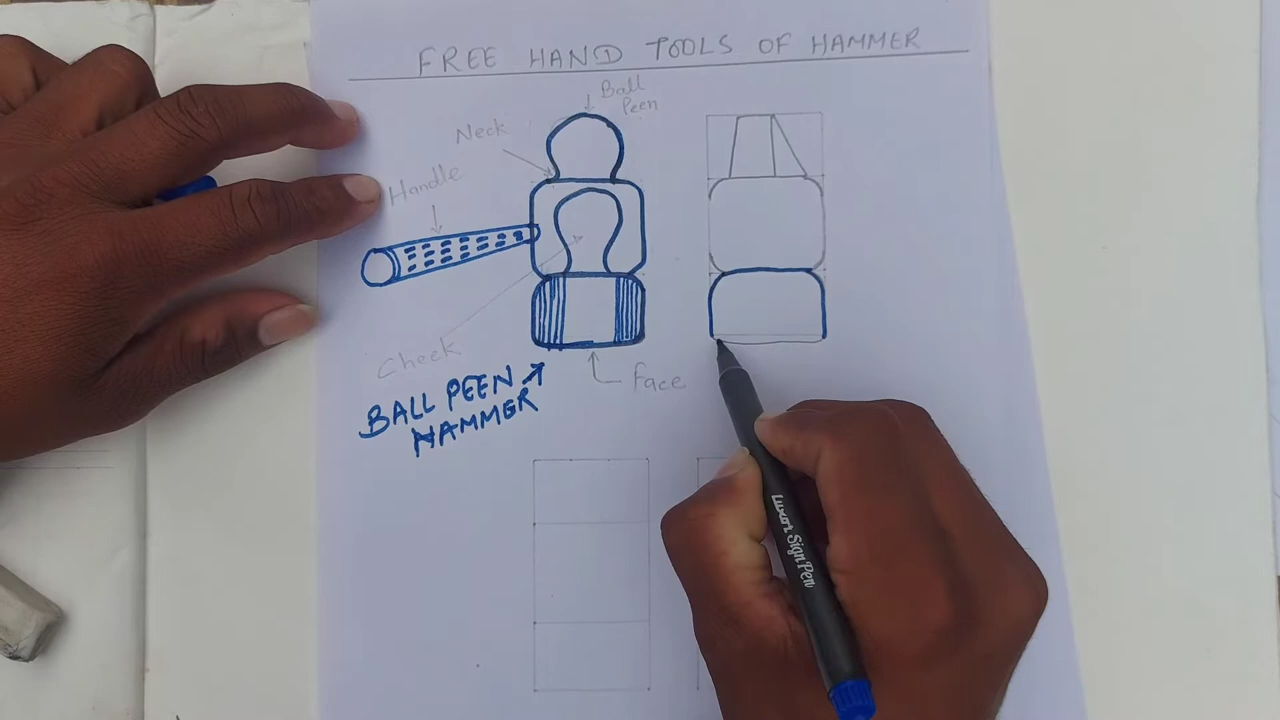 FREE HAND TOOLS OF HAMMER
Ball
Peen
Neck
Handle
Cheek
Face
BALL PEEN
HAMMER
Luxor Sign Pen